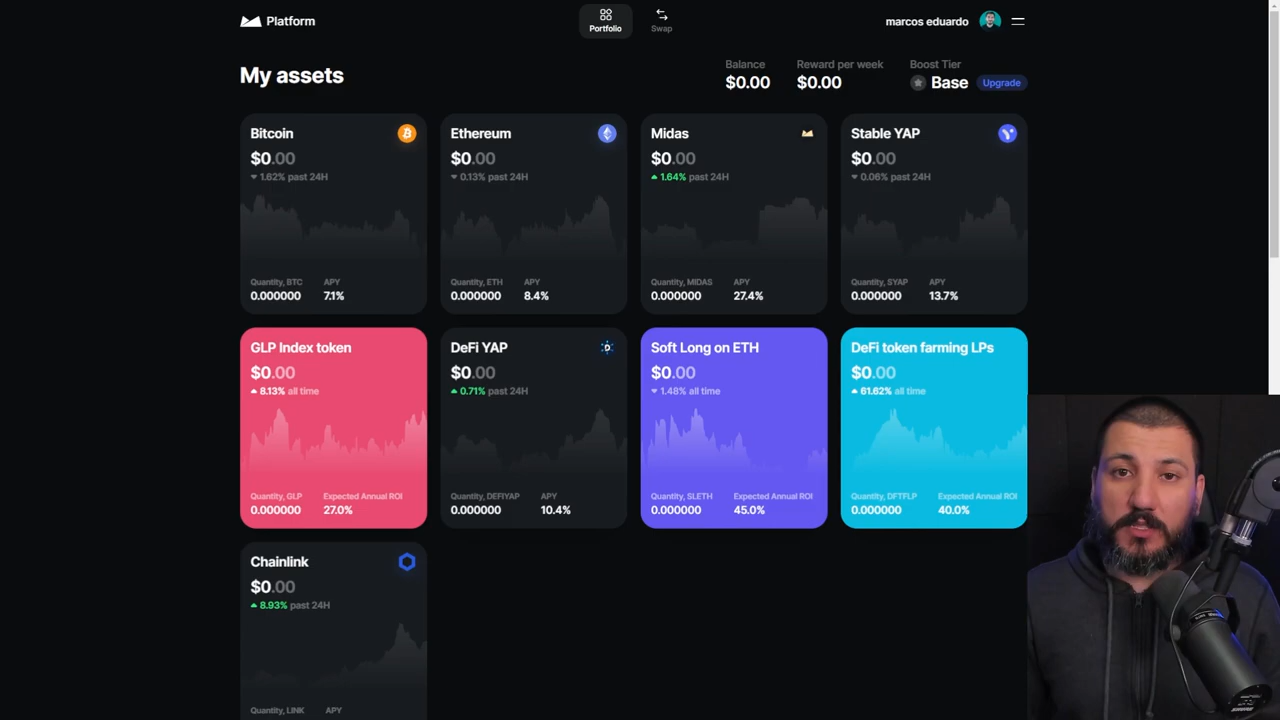 Platform
Portfolio
Swap
marcos eduardo
My assets
Balance
$0.00
Reward per week
$0.00
Boost Tier
Base
Upgrade
Bitcoin
$0.00
1.62% past 24H
Quantity, BTC APY
0.000000 7.1%
Ethereum
$0.00
0.13% past 24H
Quantity, ETH APY
0.000000 8.4%
Midas
$0.00
1.64% past 24H
Quantity, MIDAS APY
0.000000 27.4%
Stable YAP
$0.00
0.06% past 24H
Quantity, SYAP APY
0.000000 13.7%
GLP Index token
$0.00
8.13% all time
Quantity, GLP Expected Annual ROI
0.000000 27.0%
DeFi YAP
$0.00
0.71% past 24H
Quantity, DEFIYAP APY
0.000000 10.4%
Soft Long on ETH
$0.00
1.48% all time
Quantity, SLETH Expected Annual ROI
0.000000 45.0%
DeFi token farming LPs
$0.00
61.62% all time
Quantity, DFTFLP Expected Annual ROI
0.000000 40.0%
Chainlink
$0.00
8.93% past 24H
Quantity, LINK APY